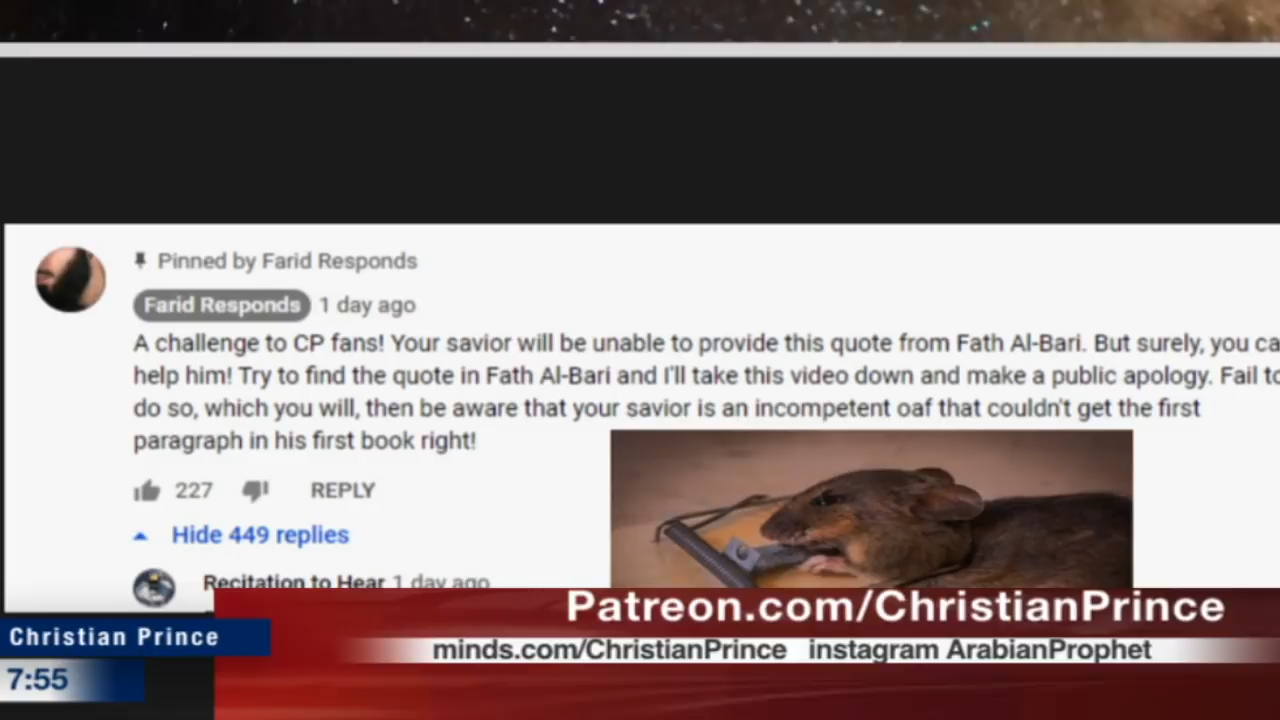 Pinned by Farid Responds
Farid Responds 1 day ago
A challenge to CP fans! Your savior will be unable to provide this quote from Fath Al-Bari. But surely, you ca
help him! Try to find the quote in Fath Al-Bari and I'll take this video down and make a public apology. Fail to
do so, which you will, then be aware that your savior is an incompetent oaf that couldn't get the first
paragraph in his first book right!
227 REPLY
Hide 449 replies
Recitation to Hear 1 day ago
Patreon.com/ChristianPrince
Christian Prince
minds.com/ChristianPrince instagram ArabianProphet
7:55